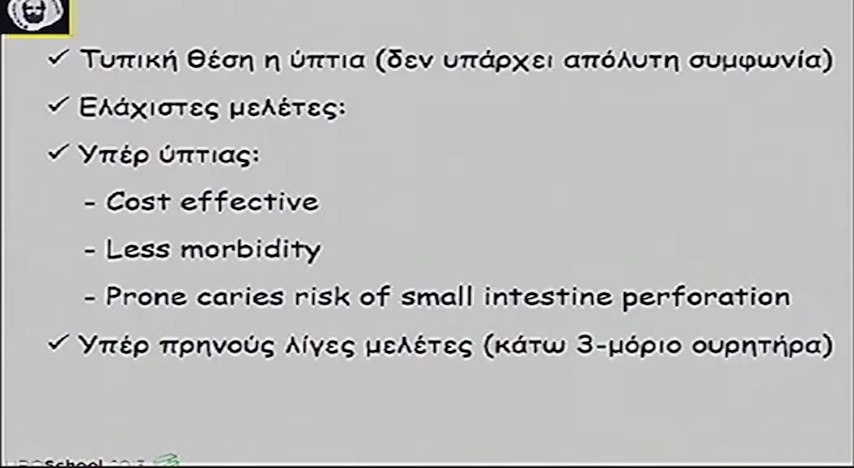 ✓ Τυπική θέση η ύπτια (δεν υπάρχει απόλυτη συμφωνία)
✓ Ελάχιστες μελέτες:
✓ Υπέρ ύπτιας:
- Cost effective
- Less morbidity
- Prone caries risk of small intestine perforation
✓ Υπέρ πρηνούς λίγες μελέτες (κάτω 3-μόριο ουρητήρα)
School